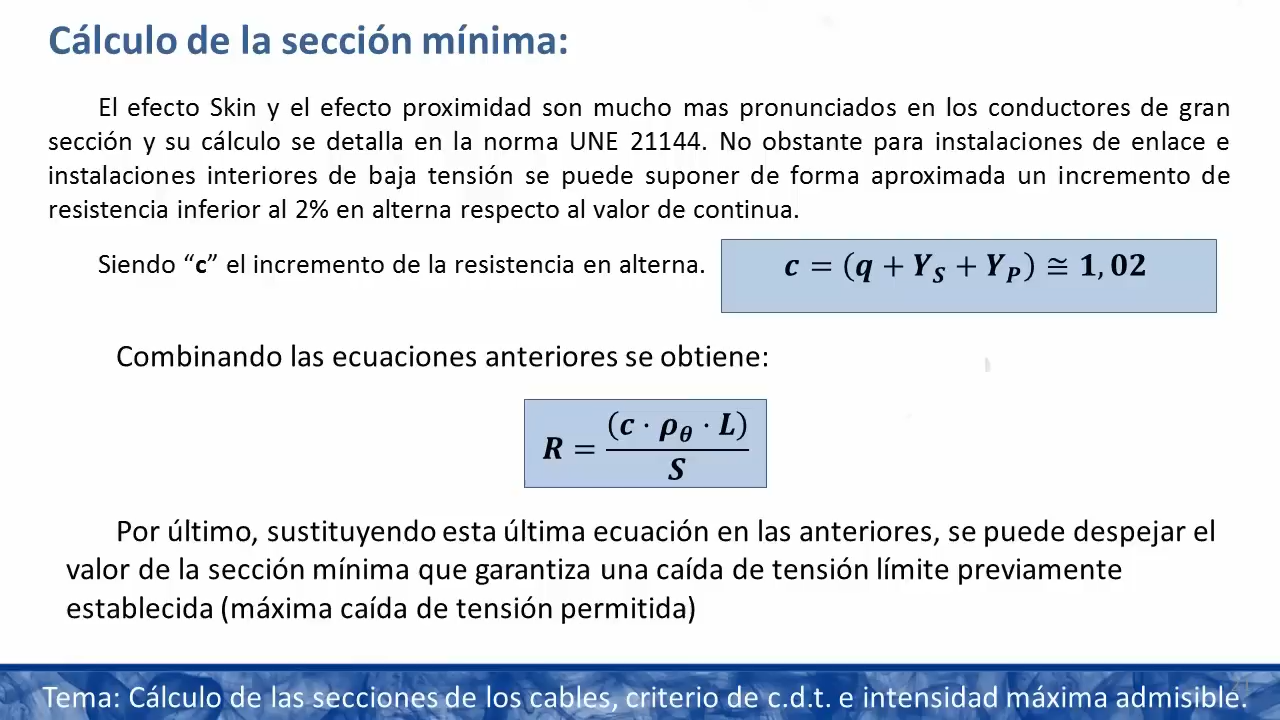 Cálculo de la sección mínima:
El efecto Skin y el efecto proximidad son mucho mas pronunciados en los conductores de gran
sección y su cálculo se detalla en la norma UNE 21144. No obstante para instalaciones de enlace e
instalaciones interiores de baja tensión se puede suponer de forma aproximada un incremento de
resistencia inferior al 2% en alterna respecto al valor de continua.
Siendo “c” el incremento de la resistencia en alterna.
c = (q + Y_S + Y_P) ≅ 1,02
Combinando las ecuaciones anteriores se obtiene:
R = (c · ρ_θ · L) / S
Por último, sustituyendo esta última ecuación en las anteriores, se puede despejar el
valor de la sección mínima que garantiza una caída de tensión límite previamente
establecida (máxima caída de tensión permitida)
Tema: Cálculo de las secciones de los cables, criterio de c.d.t. e intensidad máxima admisible.